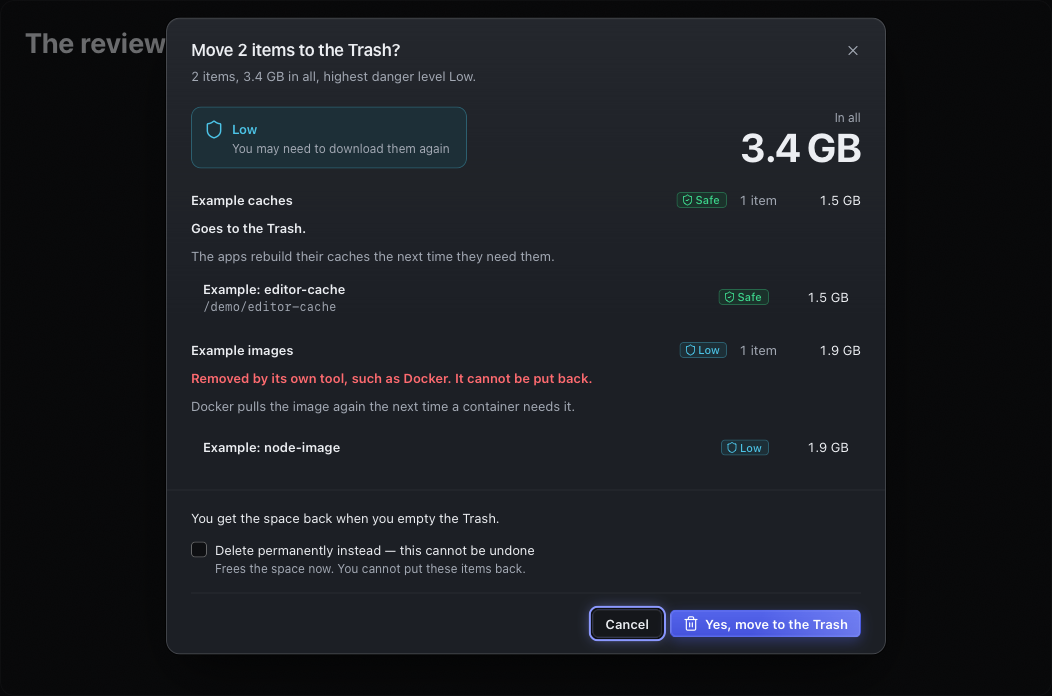 The review
Move 2 items to the Trash?
2 items, 3.4 GB in all, highest danger level Low.
Low
You may need to download them again
In all
3.4 GB
Example caches
Safe
1 item
1.5 GB
Goes to the Trash.
The apps rebuild their caches the next time they need them.
Example: editor-cache
/demo/editor-cache
Safe
1.5 GB
Example images
Low
1 item
1.9 GB
Removed by its own tool, such as Docker. It cannot be put back.
Docker pulls the image again the next time a container needs it.
Example: node-image
Low
1.9 GB
You get the space back when you empty the Trash.
Delete permanently instead — this cannot be undone
Frees the space now. You cannot put these items back.
Cancel
Yes, move to the Trash